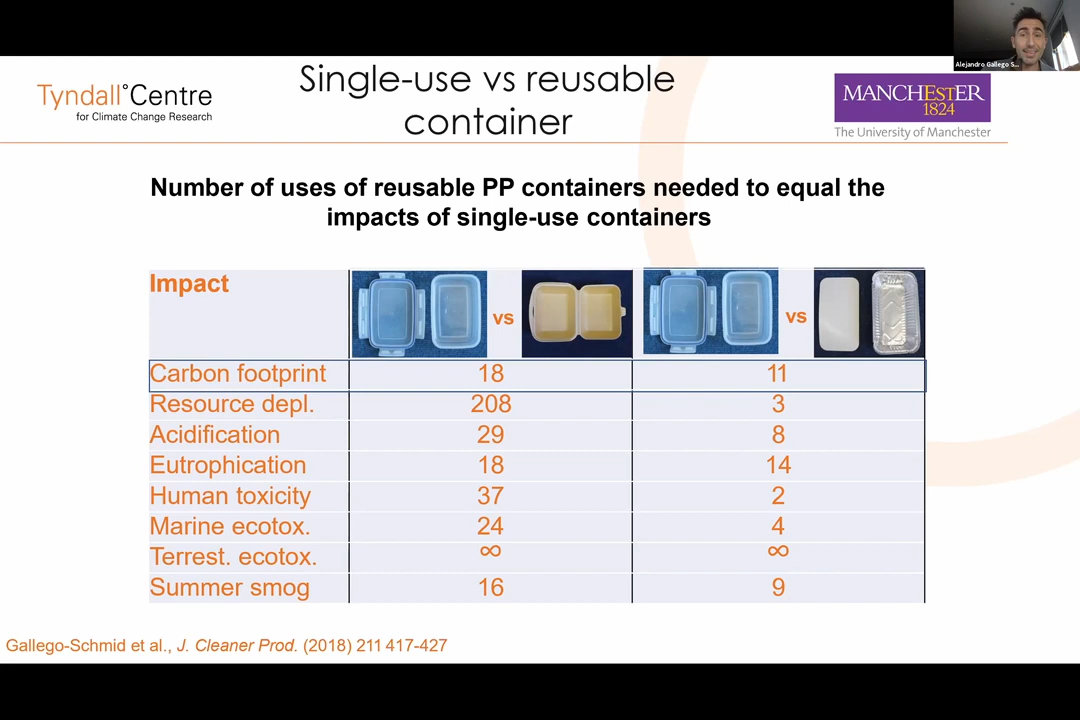 Alejandro Gallego S...
Tyndall°Centre
for Climate Change Research
Single-use vs reusable
container
MANCHESTER
1824
The University of Manchester
Number of uses of reusable PP containers needed to equal the
impacts of single-use containers
Impact
vs
vs
Carbon footprint 18 11
Resource depl. 208 3
Acidification 29 8
Eutrophication 18 14
Human toxicity 37 2
Marine ecotox. 24 4
Terrest. ecotox. ∞ ∞
Summer smog 16 9
Gallego-Schmid et al., J. Cleaner Prod. (2018) 211 417-427